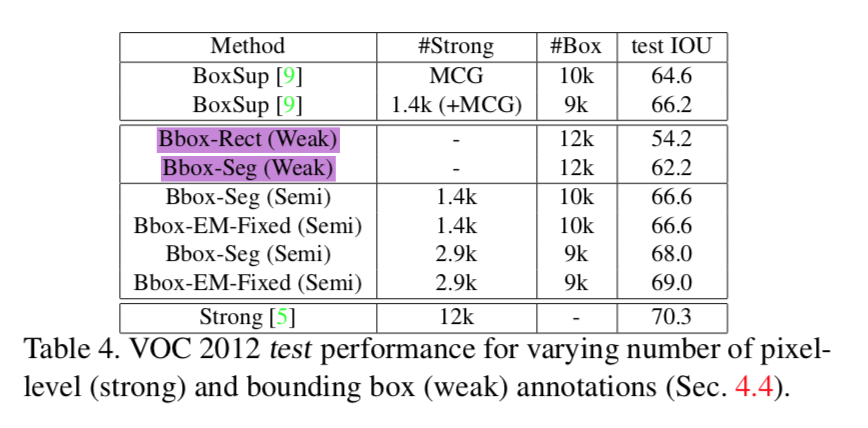 Method #Strong #Box test IOU
BoxSup [9] MCG 10k 64.6
BoxSup [9] 1.4k (+MCG) 9k 66.2
Bbox-Rect (Weak) - 12k 54.2
Bbox-Seg (Weak) - 12k 62.2
Bbox-Seg (Semi) 1.4k 10k 66.6
Bbox-EM-Fixed (Semi) 1.4k 10k 66.6
Bbox-Seg (Semi) 2.9k 9k 68.0
Bbox-EM-Fixed (Semi) 2.9k 9k 69.0
Strong [5] 12k - 70.3
Table 4. VOC 2012 test performance for varying number of pixel-
level (strong) and bounding box (weak) annotations (Sec. 4.4).